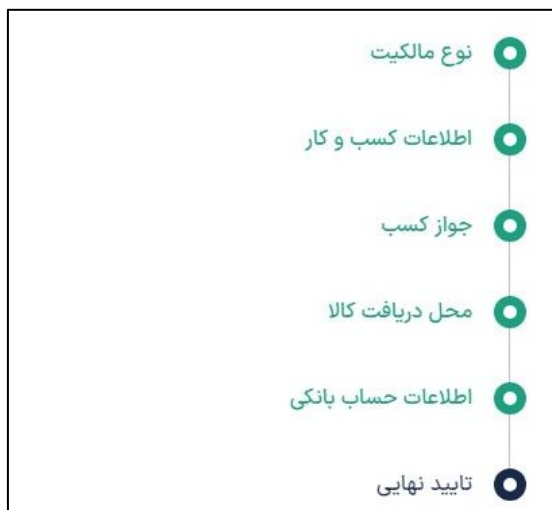 نوع مالکیت
اطلاعات کسب و کار
جواز کسب
محل دریافت کالا
اطلاعات حساب بانکی
تایید نهایی